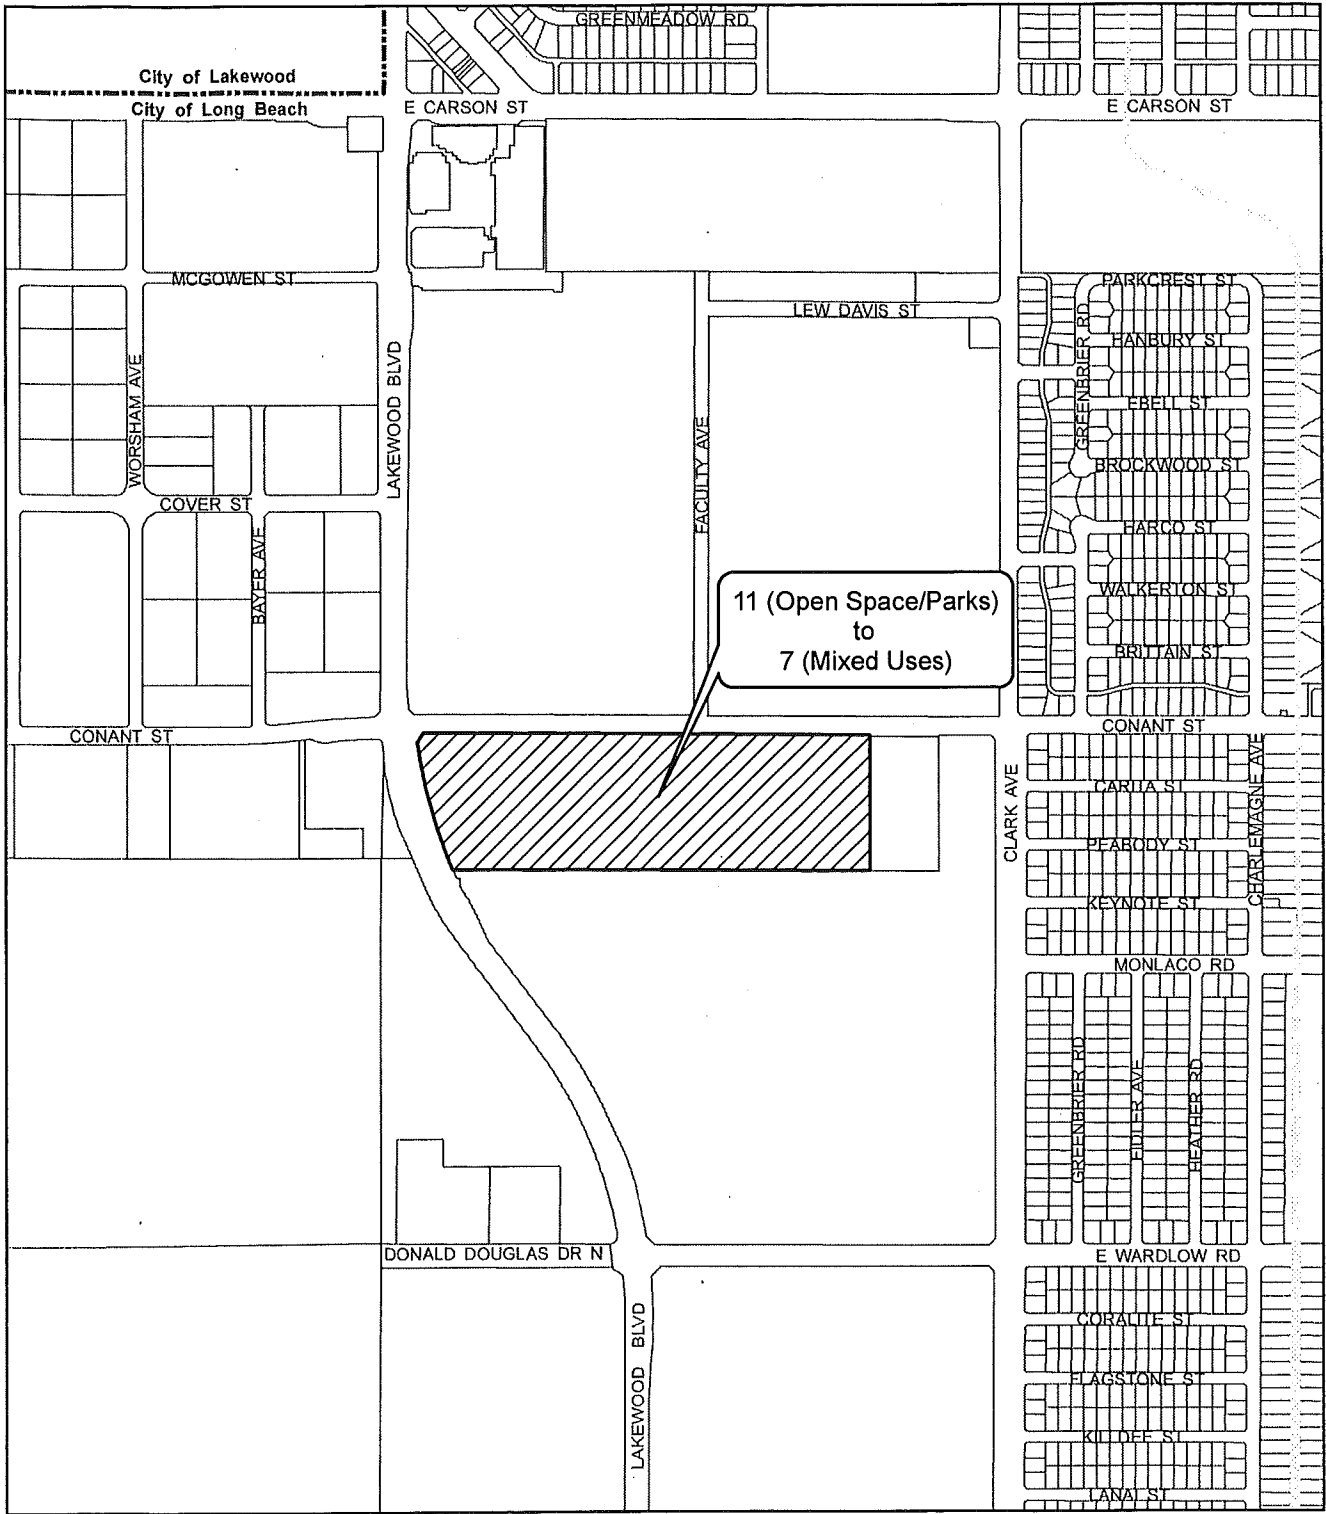 GREENMEADOW RD
City of Lakewood
City of Long Beach
E CARSON ST
E CARSON ST
MCGOWEN ST
PARKCREST ST
LEW DAVIS ST
HANBURY ST
GREENBRIER RD
LAKEWOOD BLVD
WORSHAM AVE
EBELL ST
FACULTY AVE
BROCKWOOD ST
COVER ST
HARCO ST
BAYER AVE
11 (Open Space/Parks)
to
7 (Mixed Uses)
WALKERTON ST
BRITTAIN ST
CONANT ST
CONANT ST
CLARK AVE
CARITA ST
CHARLEMAGNE AVE
PEABODY ST
KEYNOTE ST
MONLACO RD
GREENBRIER RD
FIDLER AVE
HEATHER RD
DONALD DOUGLAS DR N
E WARDLOW RD
CORALITE ST
LAKEWOOD BLVD
FLAGSTONE ST
KILLDEE ST
LANAI ST